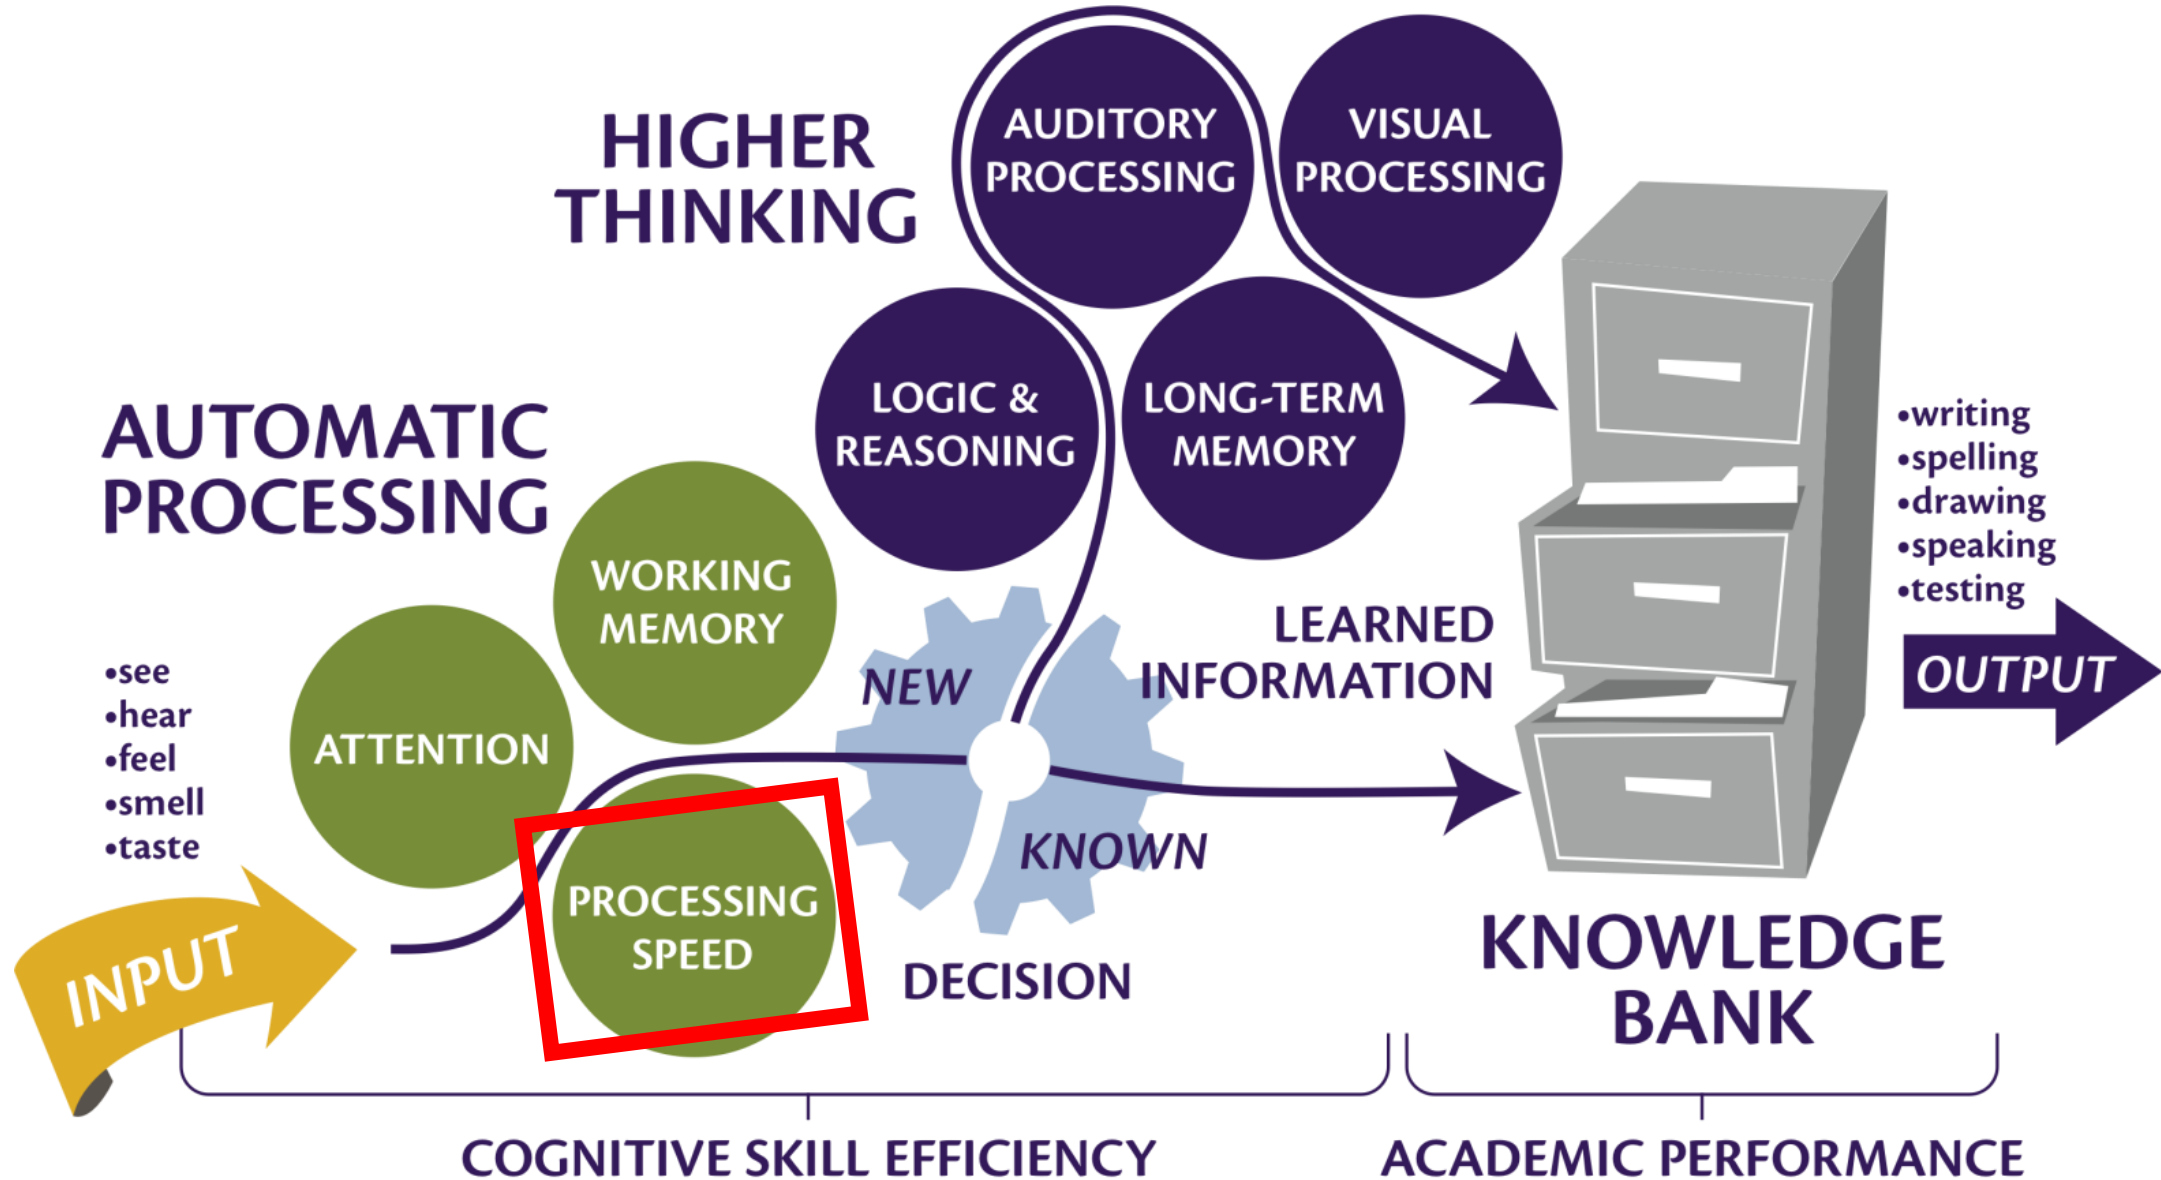 HIGHER
THINKING
AUDITORY
PROCESSING
VISUAL
PROCESSING
LOGIC &
REASONING
LONG-TERM
MEMORY
AUTOMATIC
PROCESSING
WORKING
MEMORY
ATTENTION
PROCESSING
SPEED
•see
•hear
•feel
•smell
•taste
INPUT
NEW
KNOWN
DECISION
LEARNED
INFORMATION
•writing
•spelling
•drawing
•speaking
•testing
OUTPUT
KNOWLEDGE
BANK
COGNITIVE SKILL EFFICIENCY
ACADEMIC PERFORMANCE